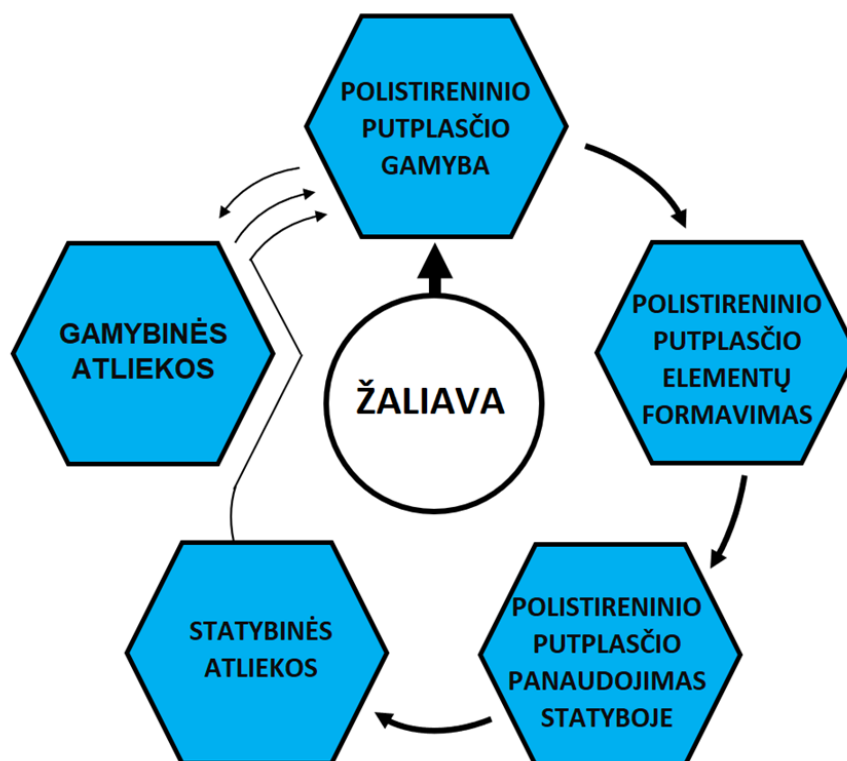 POLISTIRENINIO
PUTPLASČIO
GAMYBA
POLISTIRENINIO
PUTPLASČIO
ELEMENTŲ
FORMAVIMAS
POLISTIRENINIO
PUTPLASČIO
PANAUDOJIMAS
STATYBOJE
STATYBINĖS
ATLIEKOS
GAMYBINĖS
ATLIEKOS
ŽALIAVA